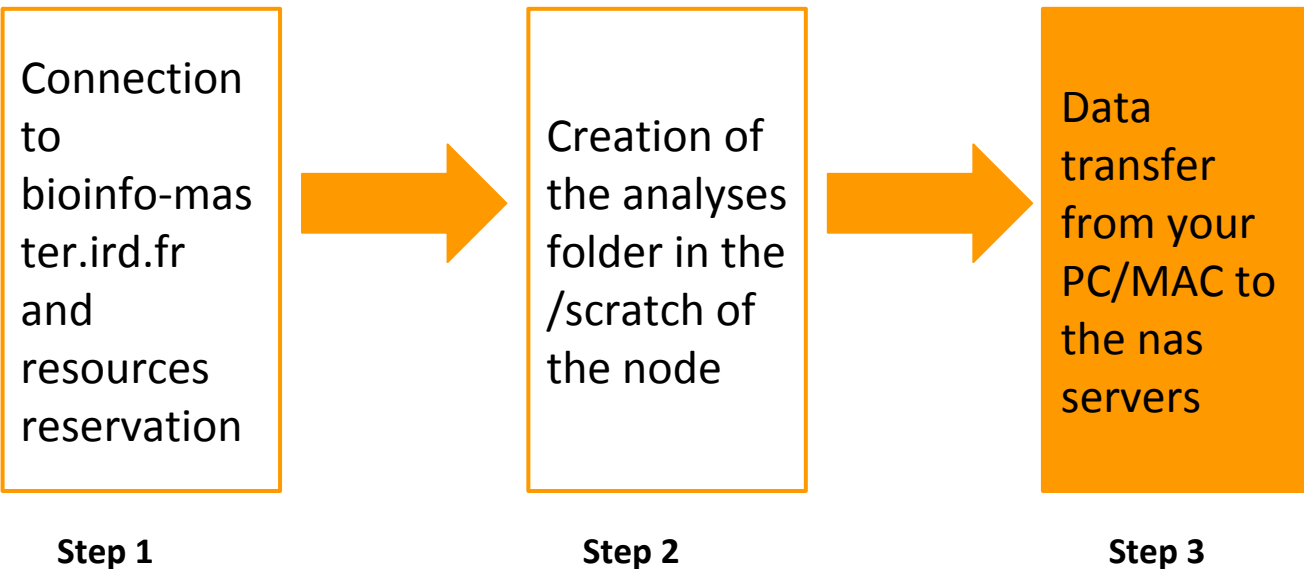 Connection
to
bioinfo-mas
ter.ird.fr
and
resources
reservation
Creation of
the analyses
folder in the
/scratch of
the node
Data
transfer
from your
PC/MAC to
the nas
servers
Step 1
Step 2
Step 3